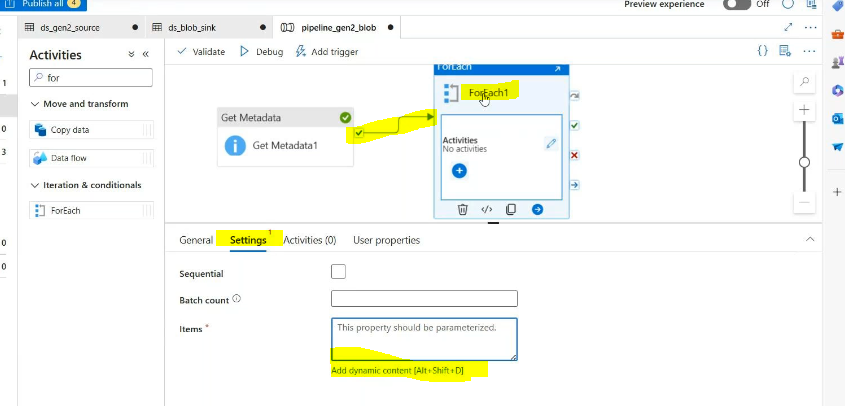 Publish all 4
Preview experience
Off
ds_gen2_source
ds_blob_sink
pipeline_gen2_blob
Activities
Validate
Debug
Add trigger
{}
for
Move and transform
Copy data
Data flow
Iteration & conditionals
ForEach
Get Metadata
Get Metadata1
ForEach
ForEach1
Activities
No activities
General
Settings 1
Activities (0)
User properties
Sequential
Batch count
Items *
This property should be parameterized.
Add dynamic content [Alt+Shift+D]
1
0
3
0
0